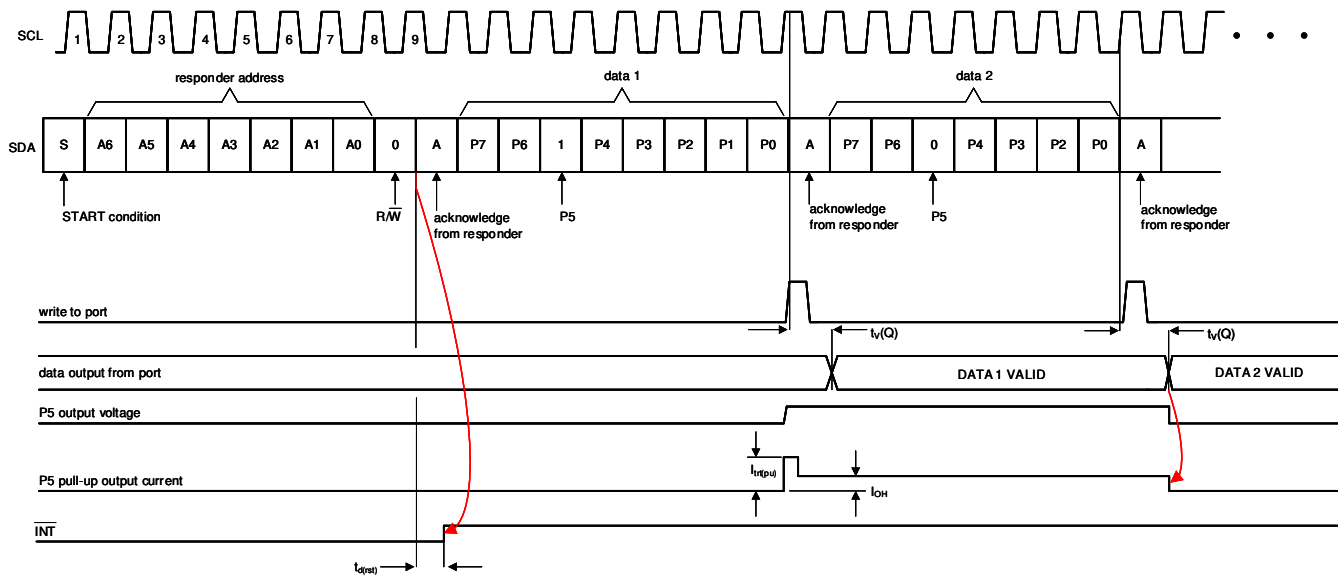 SCL 1 2 3 4 5 6 7 8 9 • • •
responder address data 1 data 2
SDA S A6 A5 A4 A3 A2 A1 A0 0 A P7 P6 1 P4 P3 P2 P1 P0 A P7 P6 0 P4 P3 P2 P0 A
START condition R/W̅ acknowledge P5 acknowledge P5 acknowledge
from responder from responder from responder
write to port
tv(Q) tv(Q)
data output from port DATA 1 VALID DATA 2 VALID
P5 output voltage
Itrt(pu)
P5 pull-up output current
IOH
I̅N̅T̅
td(rst)